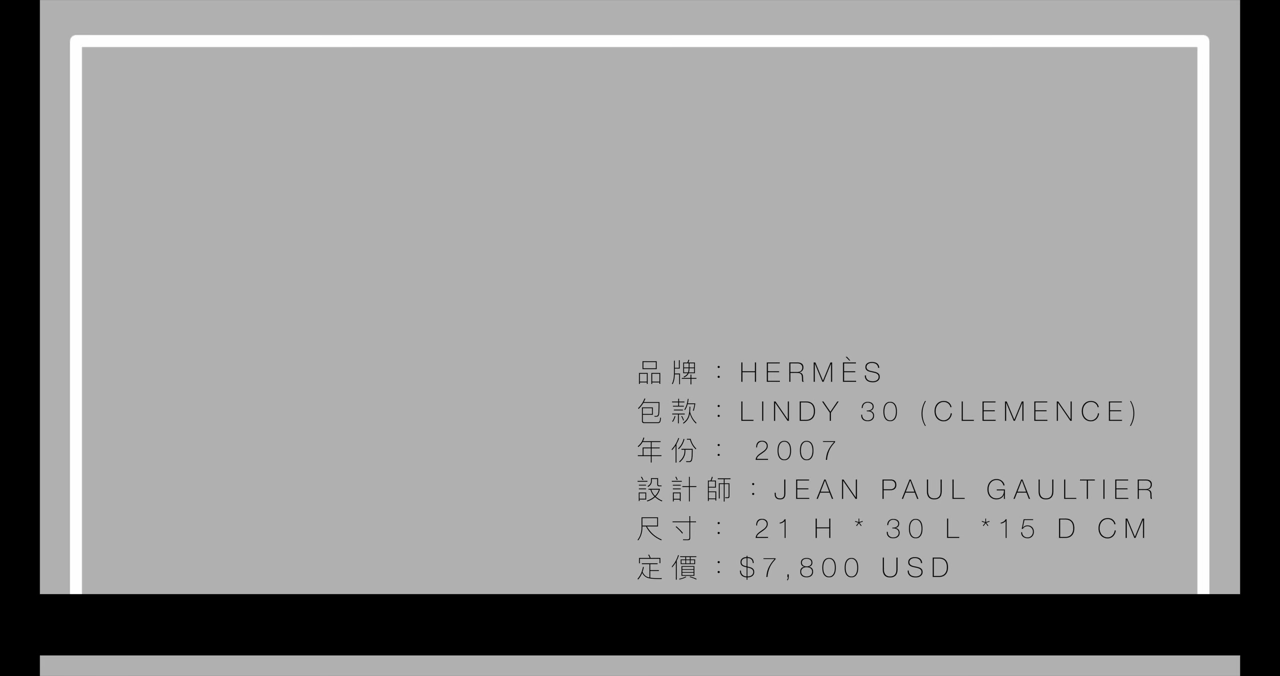 品牌：HERMÈS
包款：LINDY 30 (CLEMENCE)
年份： 2007
設計師：JEAN PAUL GAULTIER
尺寸： 21 H * 30 L *15 D CM
定價：$7,800 USD